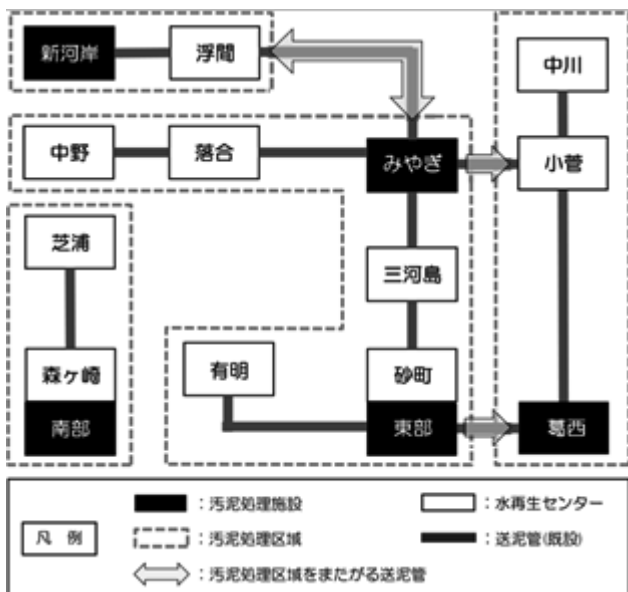 新河岸
浮間
中川
中野
落合
みやぎ
小菅
芝浦
三河島
森ヶ崎
南部
有明
砂町
東部
葛西
凡 例
:汚泥処理施設
:水再生センター
:汚泥処理区域
:送泥管(既設)
:汚泥処理区域をまたがる送泥管